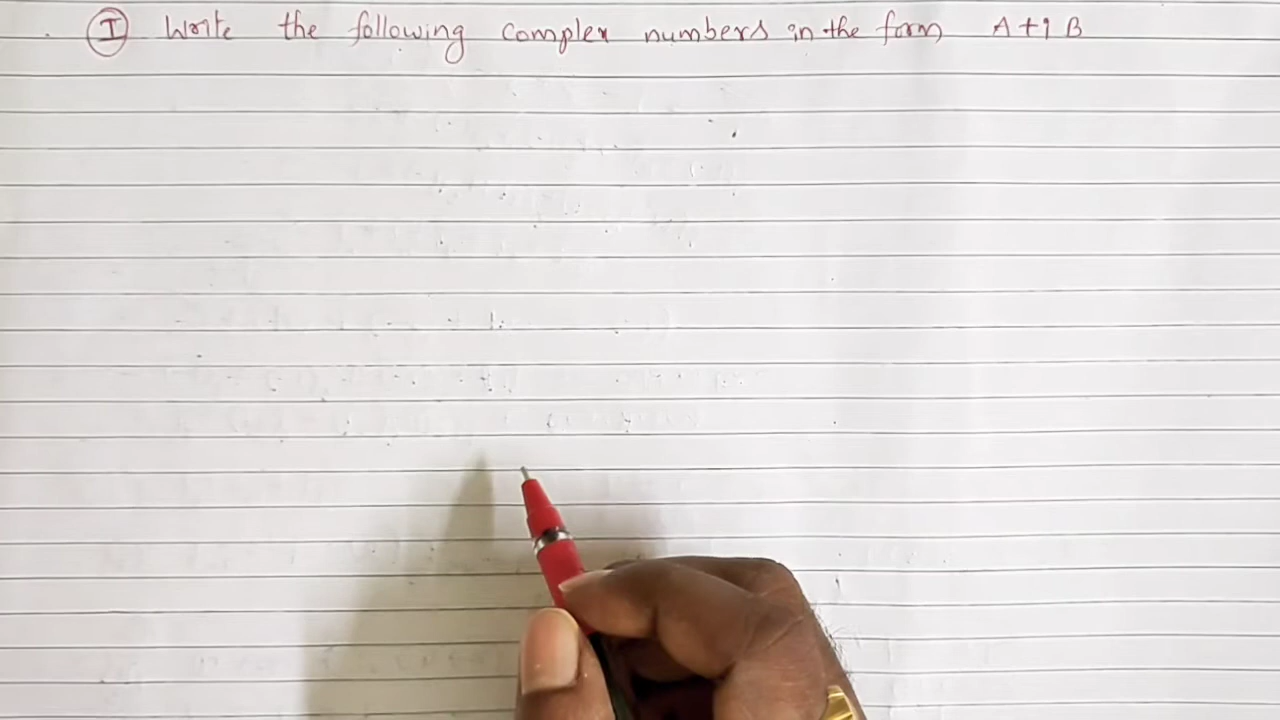 I Write the following complex numbers in the form A+iB